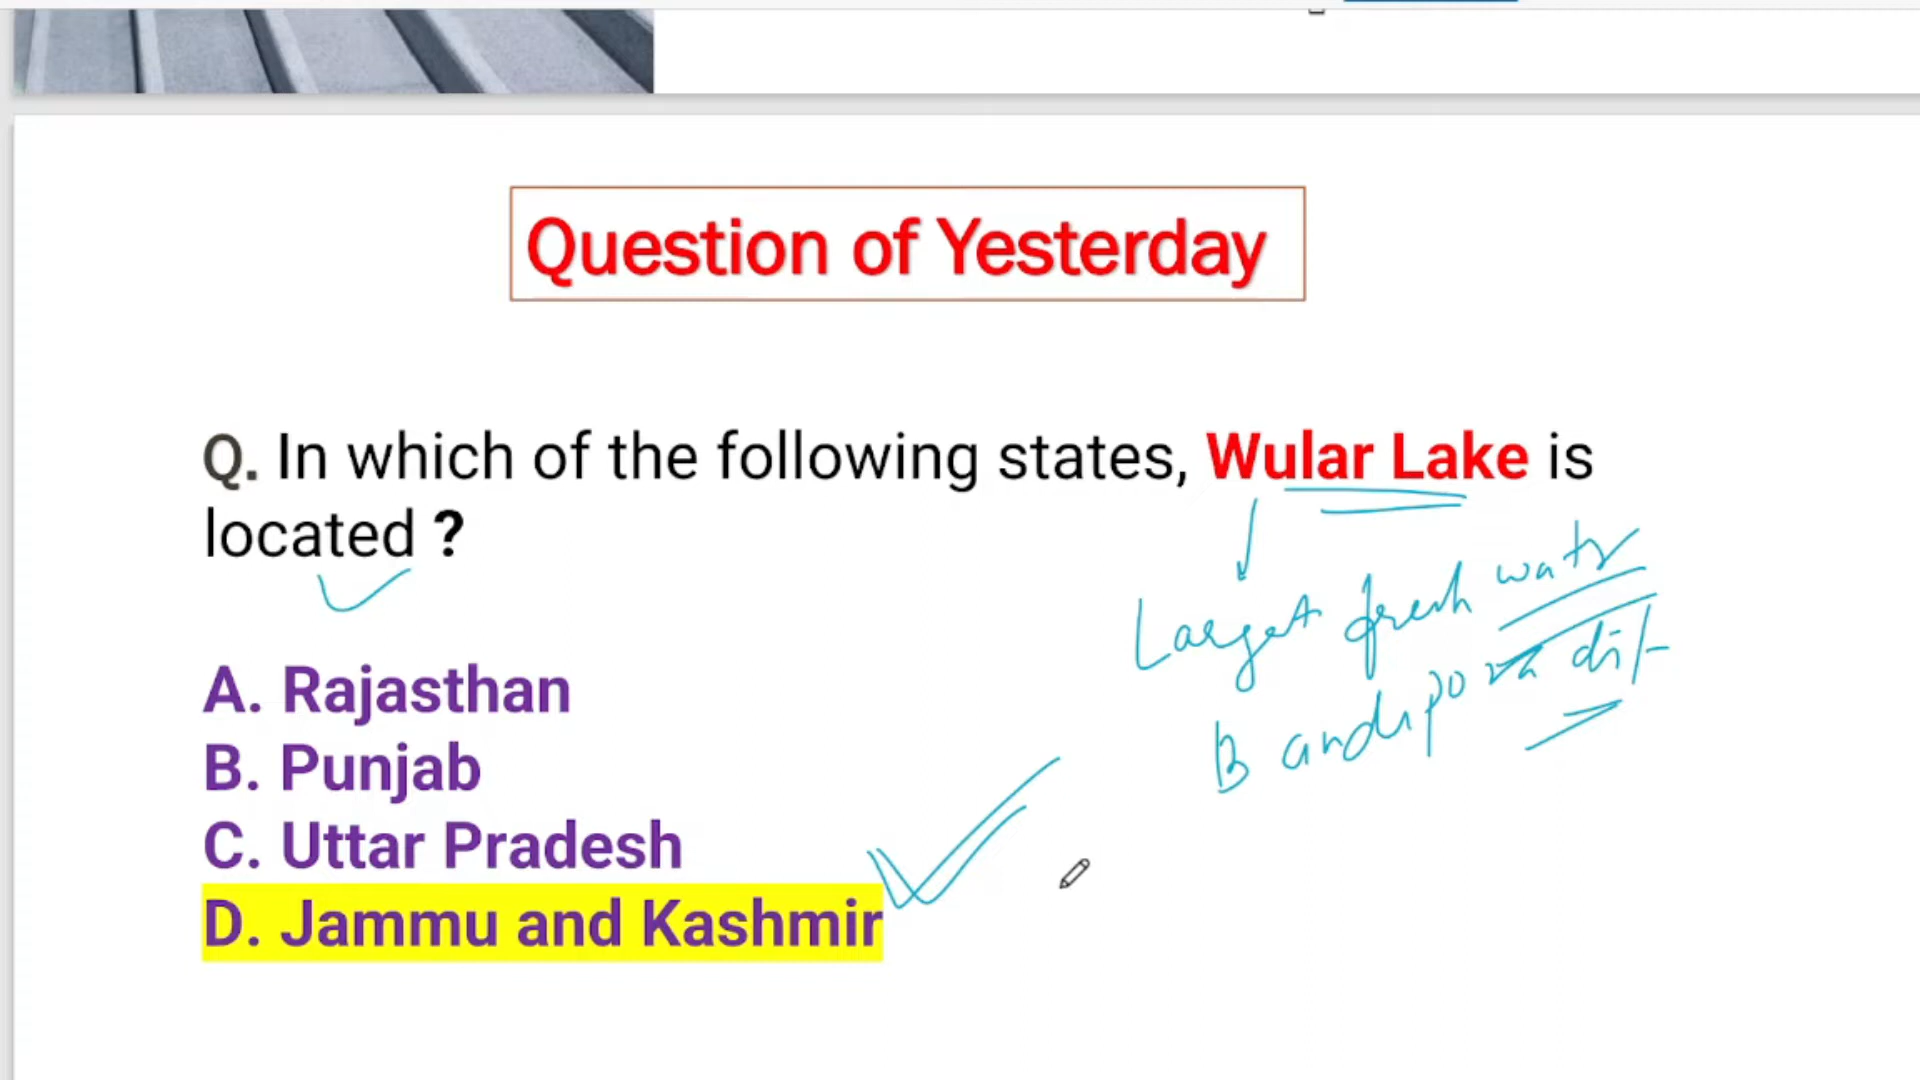 Question of Yesterday
Q. In which of the following states, Wular Lake is
located ?
Largest fresh water
Bandipora dit
A. Rajasthan
B. Punjab
C. Uttar Pradesh
D. Jammu and Kashmir